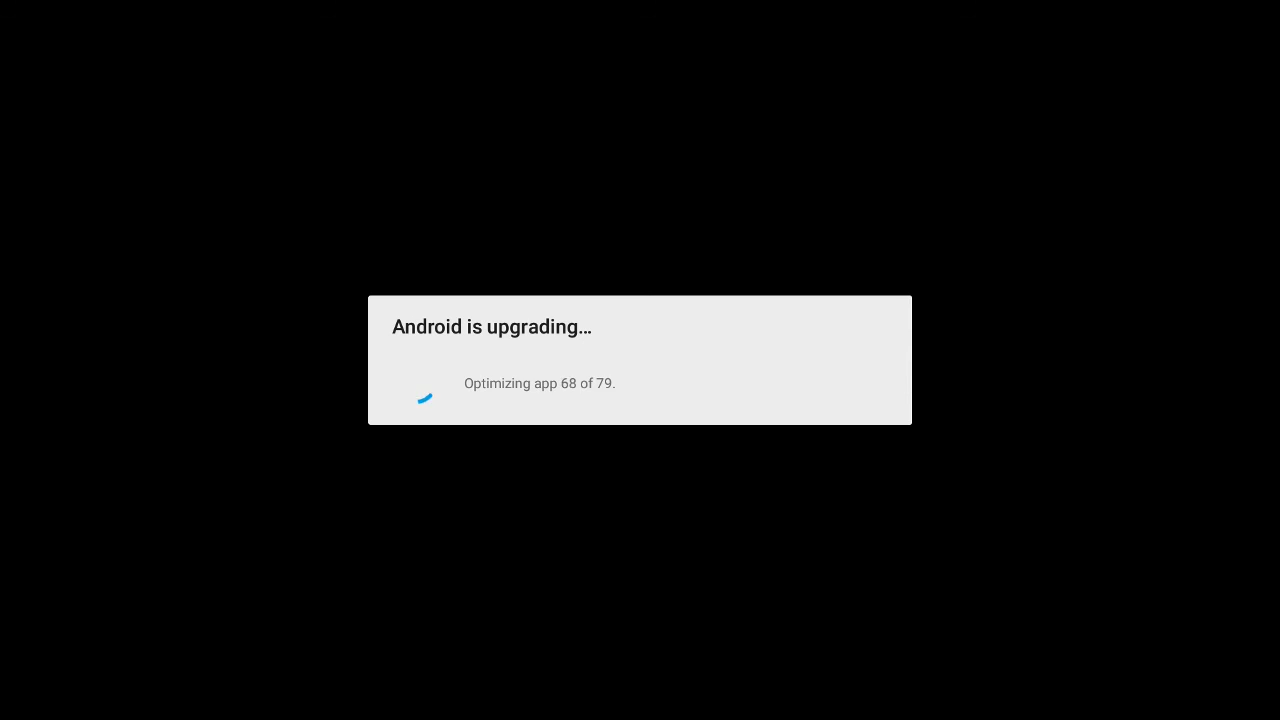 Android is upgrading…
Optimizing app 68 of 79.